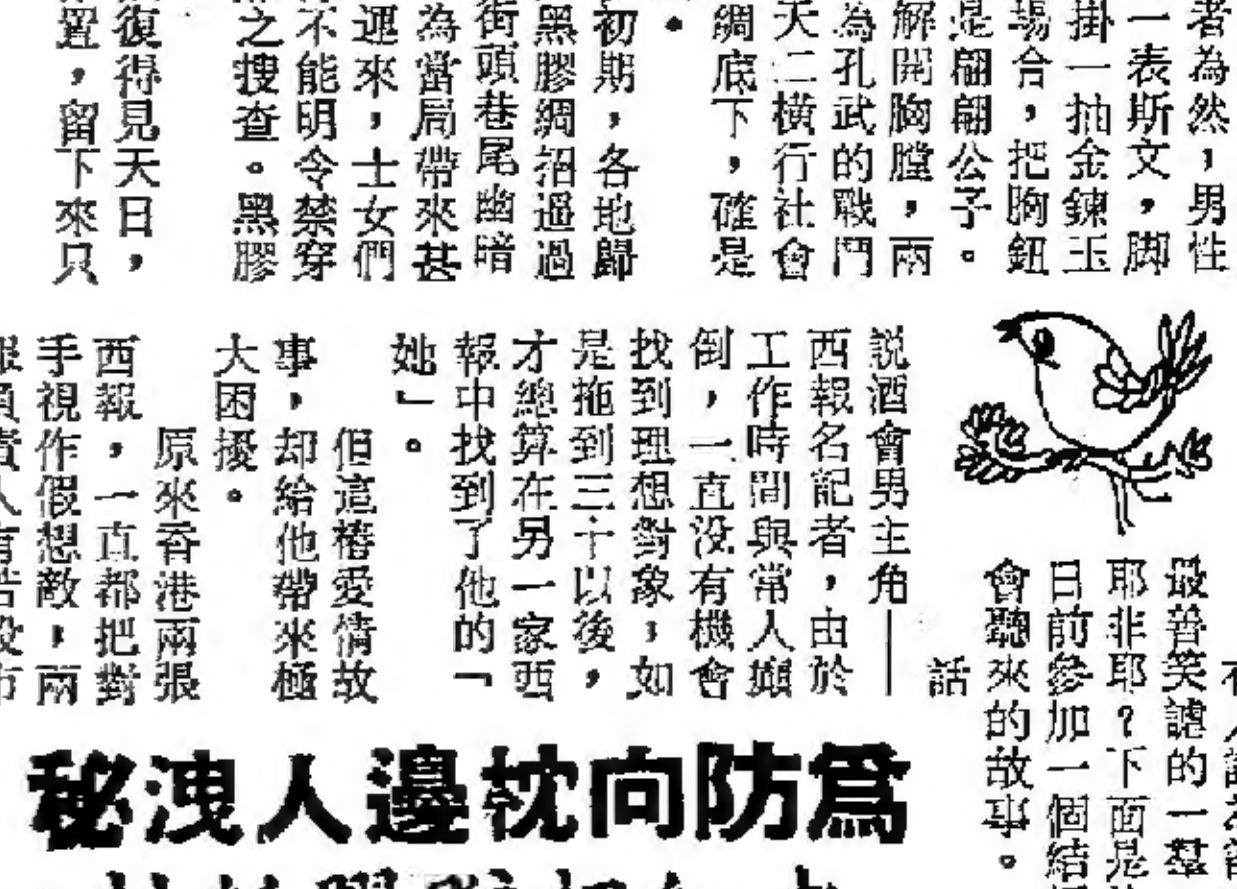 者為然，男性
一表斯文，脚
掛一抽金鍊玉
場合，把胸鈕
是翩翩公子。
解開胸膛，兩
為孔武的戰鬥
天二橫行社會
綢底下，確是
。
初期，各地歸
黑膠綢招過過
街頭巷尾幽暗
為當局帶來甚
運來，士女們
不能明令禁穿
之搜查。黑膠
復得見天日，
置，留下來只
最善笑謔的一羣
耶非耶？下面是
日前參加一個結
會聽來的故事。
話
説酒會男主角——
西報名記者，由於
工作時間與常人顛
倒，一直没有機會
找到理想對象，如
是拖到三十以後，
才總算在另一家西
報中找到了他的「
她」。
但這樁愛情故
事，却給他帶來極
大困擾。
原來香港兩張
西報，一直都把對
手視作假想敵，兩
為防向枕邊人洩秘